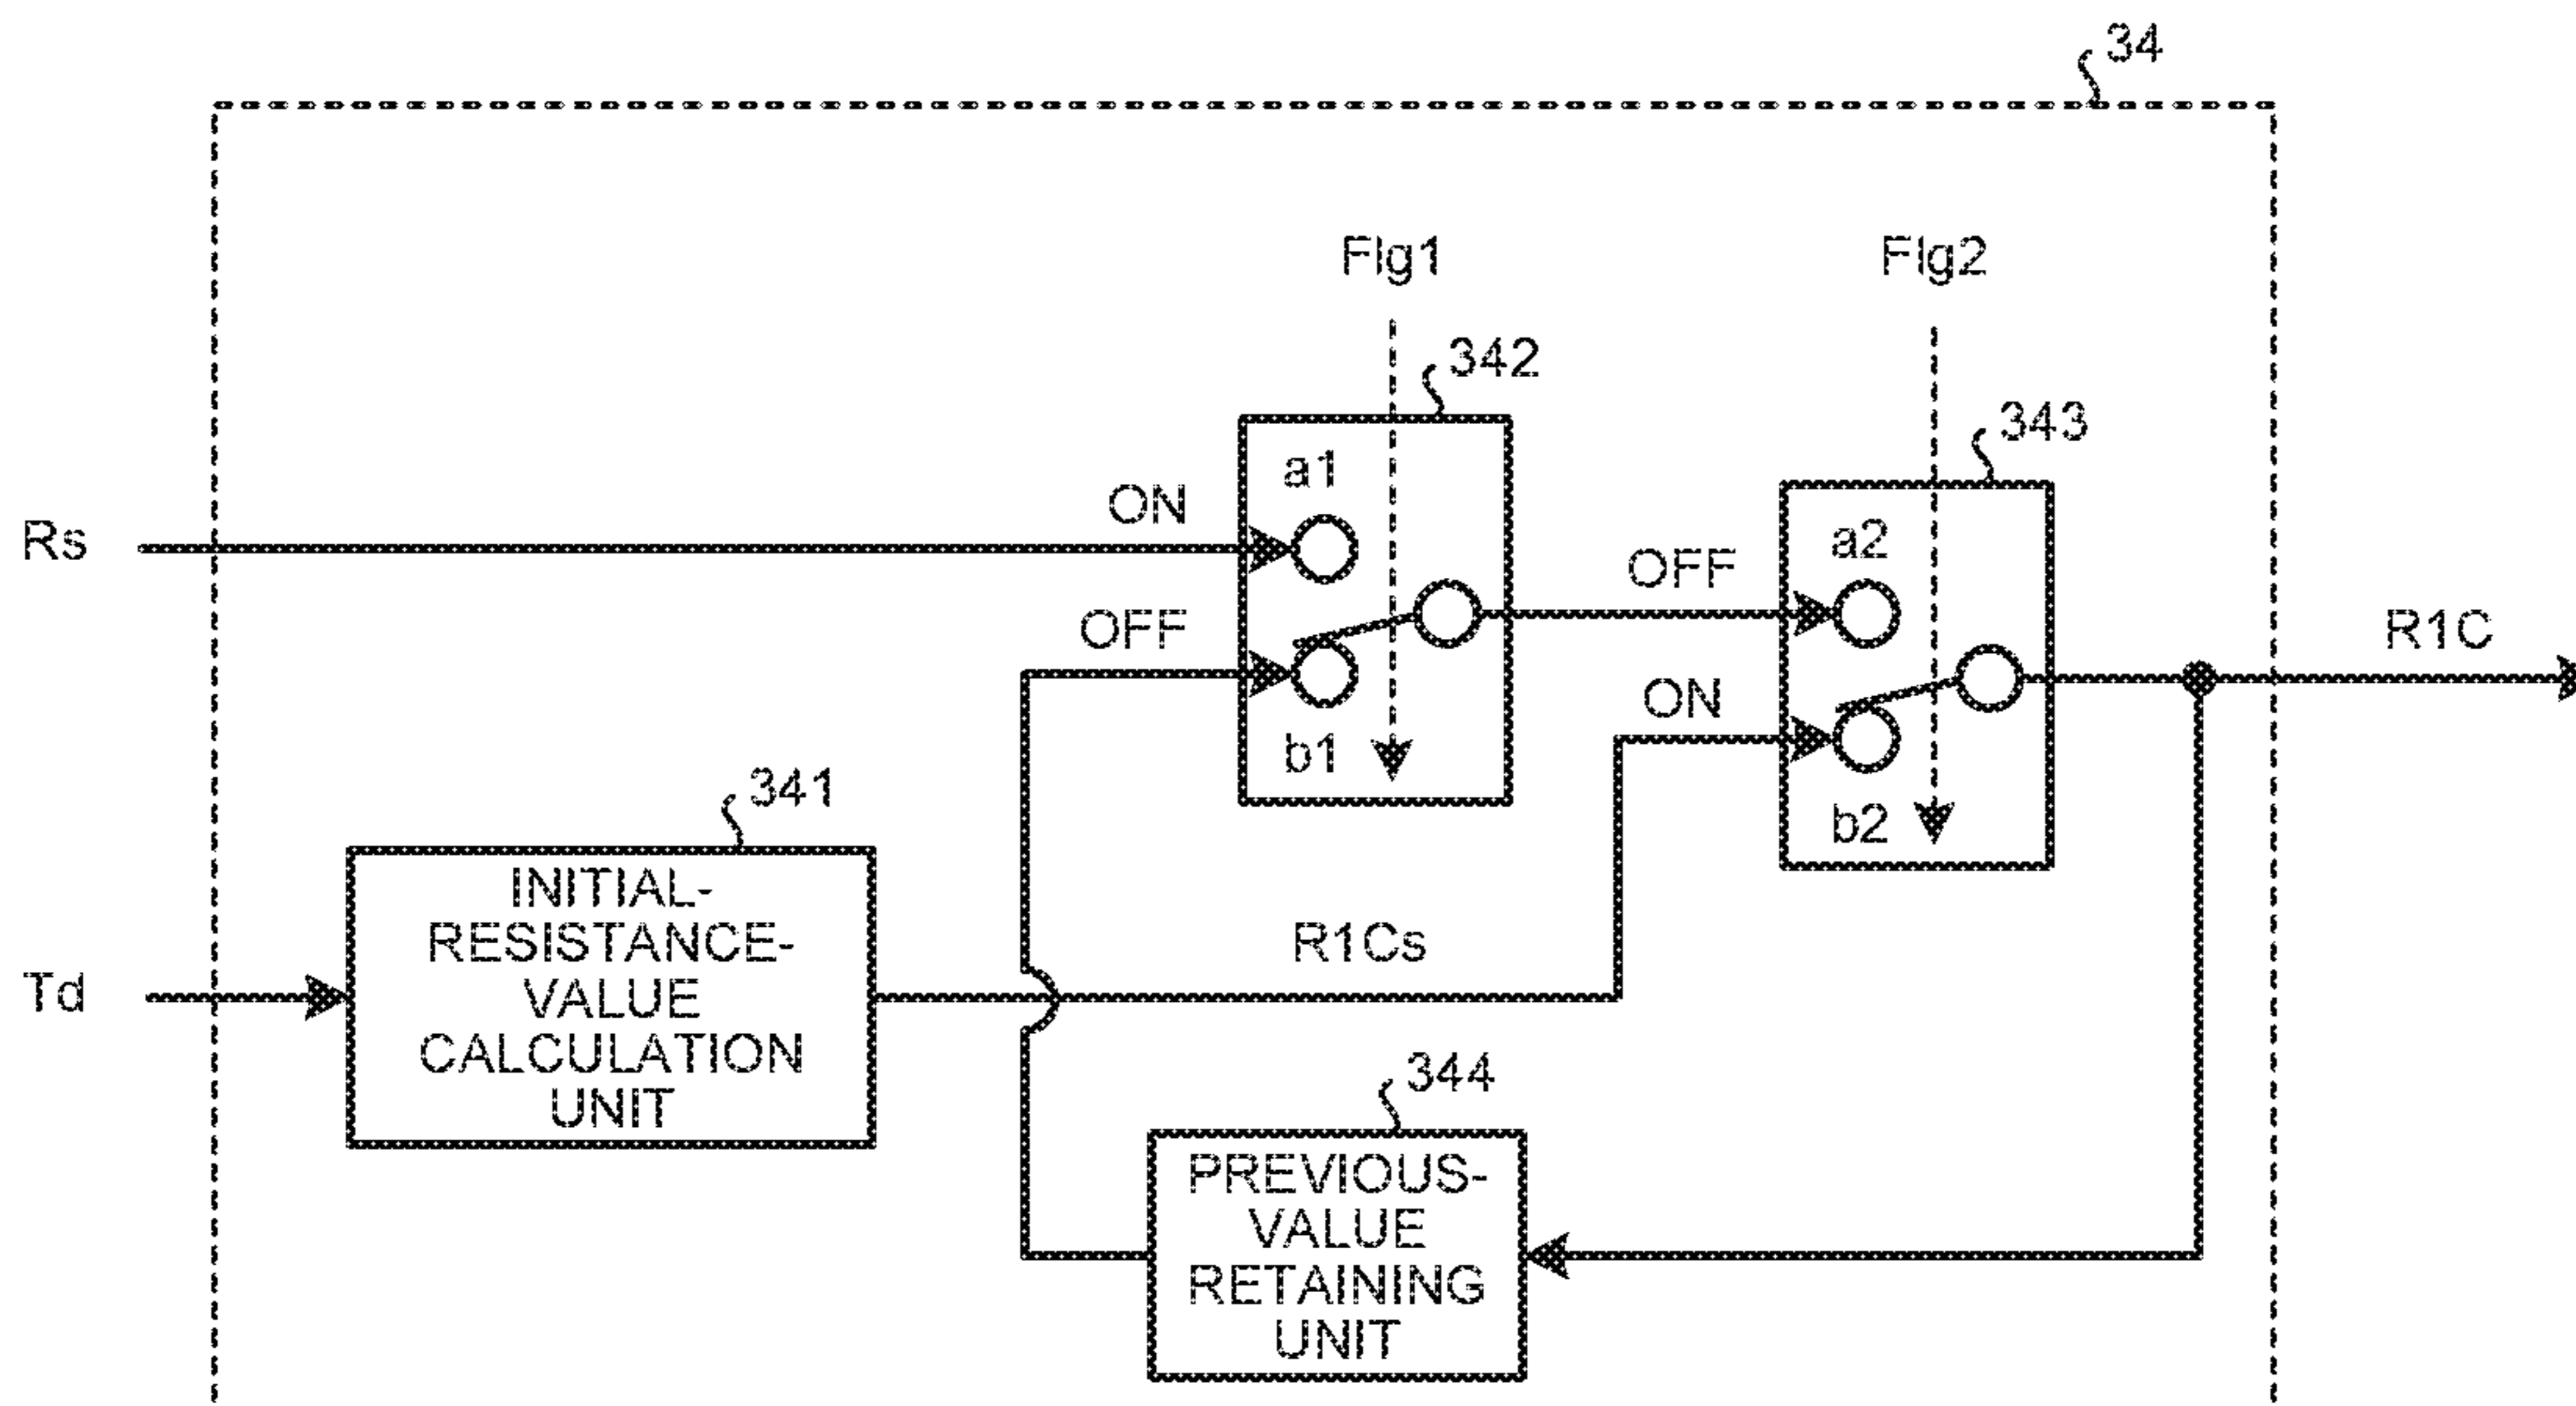 34
Flg1
Flg2
342
343
a1
ON
Rs
a2
OFF
OFF
R1C
ON
b1
341
b2
INITIAL-
RESISTANCE-
VALUE
CALCULATION
UNIT
R1Cs
Td
344
PREVIOUS-
VALUE
RETAINING
UNIT